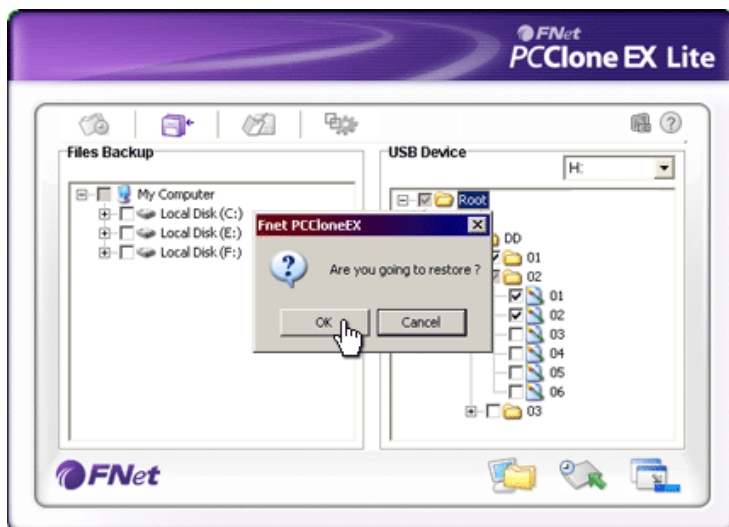 FNet
PCClone EX Lite
Files Backup
USB Device
H:
My Computer
Local Disk (C:)
Local Disk (E:)
Local Disk (F:)
Root
DD
01
02
01
02
03
04
05
06
03
Fnet PCCloneEX
Are you going to restore ?
OK
Cancel
FNet